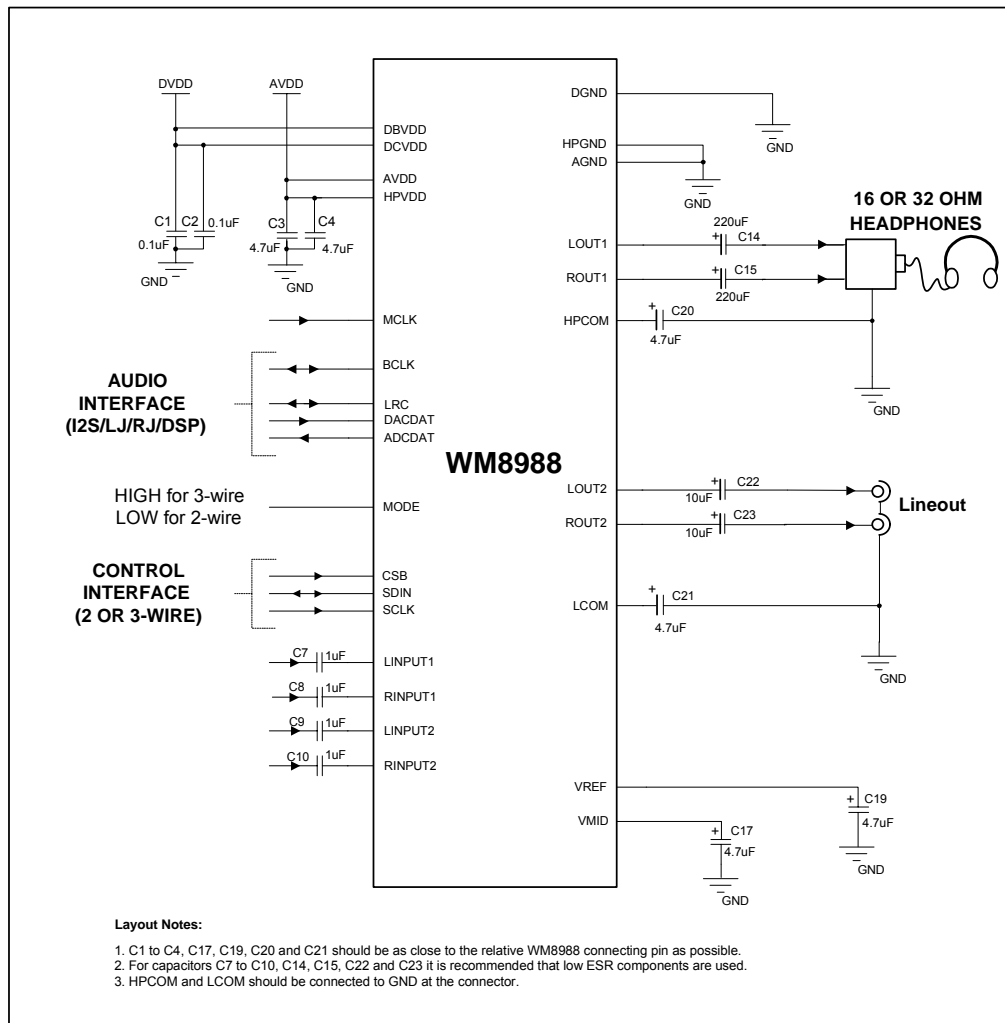 DVDD
AVDD
DBVDD
DCVDD
AVDD
HPVDD
C1
C2
0.1uF
0.1uF
C3
C4
4.7uF
4.7uF
GND
GND
MCLK
BCLK
LRC
DACDAT
ADCDAT
AUDIO
INTERFACE
(I2S/LJ/RJ/DSP)
HIGH for 3-wire
LOW for 2-wire
MODE
CONTROL
INTERFACE
(2 OR 3-WIRE)
CSB
SDIN
SCLK
C7
1uF
LINPUT1
C8
1uF
RINPUT1
C9
1uF
LINPUT2
C10
1uF
RINPUT2
WM8988
DGND
GND
HPGND
AGND
GND
16 OR 32 OHM
HEADPHONES
LOUT1
220uF
+
C14
ROUT1
+
C15
220uF
HPCOM
+
C20
4.7uF
GND
LOUT2
+
C22
10uF
ROUT2
+
C23
10uF
Lineout
LCOM
+
C21
4.7uF
GND
VREF
+
C19
4.7uF
GND
VMID
+
C17
4.7uF
GND
Layout Notes:
1. C1 to C4, C17, C19, C20 and C21 should be as close to the relative WM8988 connecting pin as possible.
2. For capacitors C7 to C10, C14, C15, C22 and C23 it is recommended that low ESR components are used.
3. HPCOM and LCOM should be connected to GND at the connector.